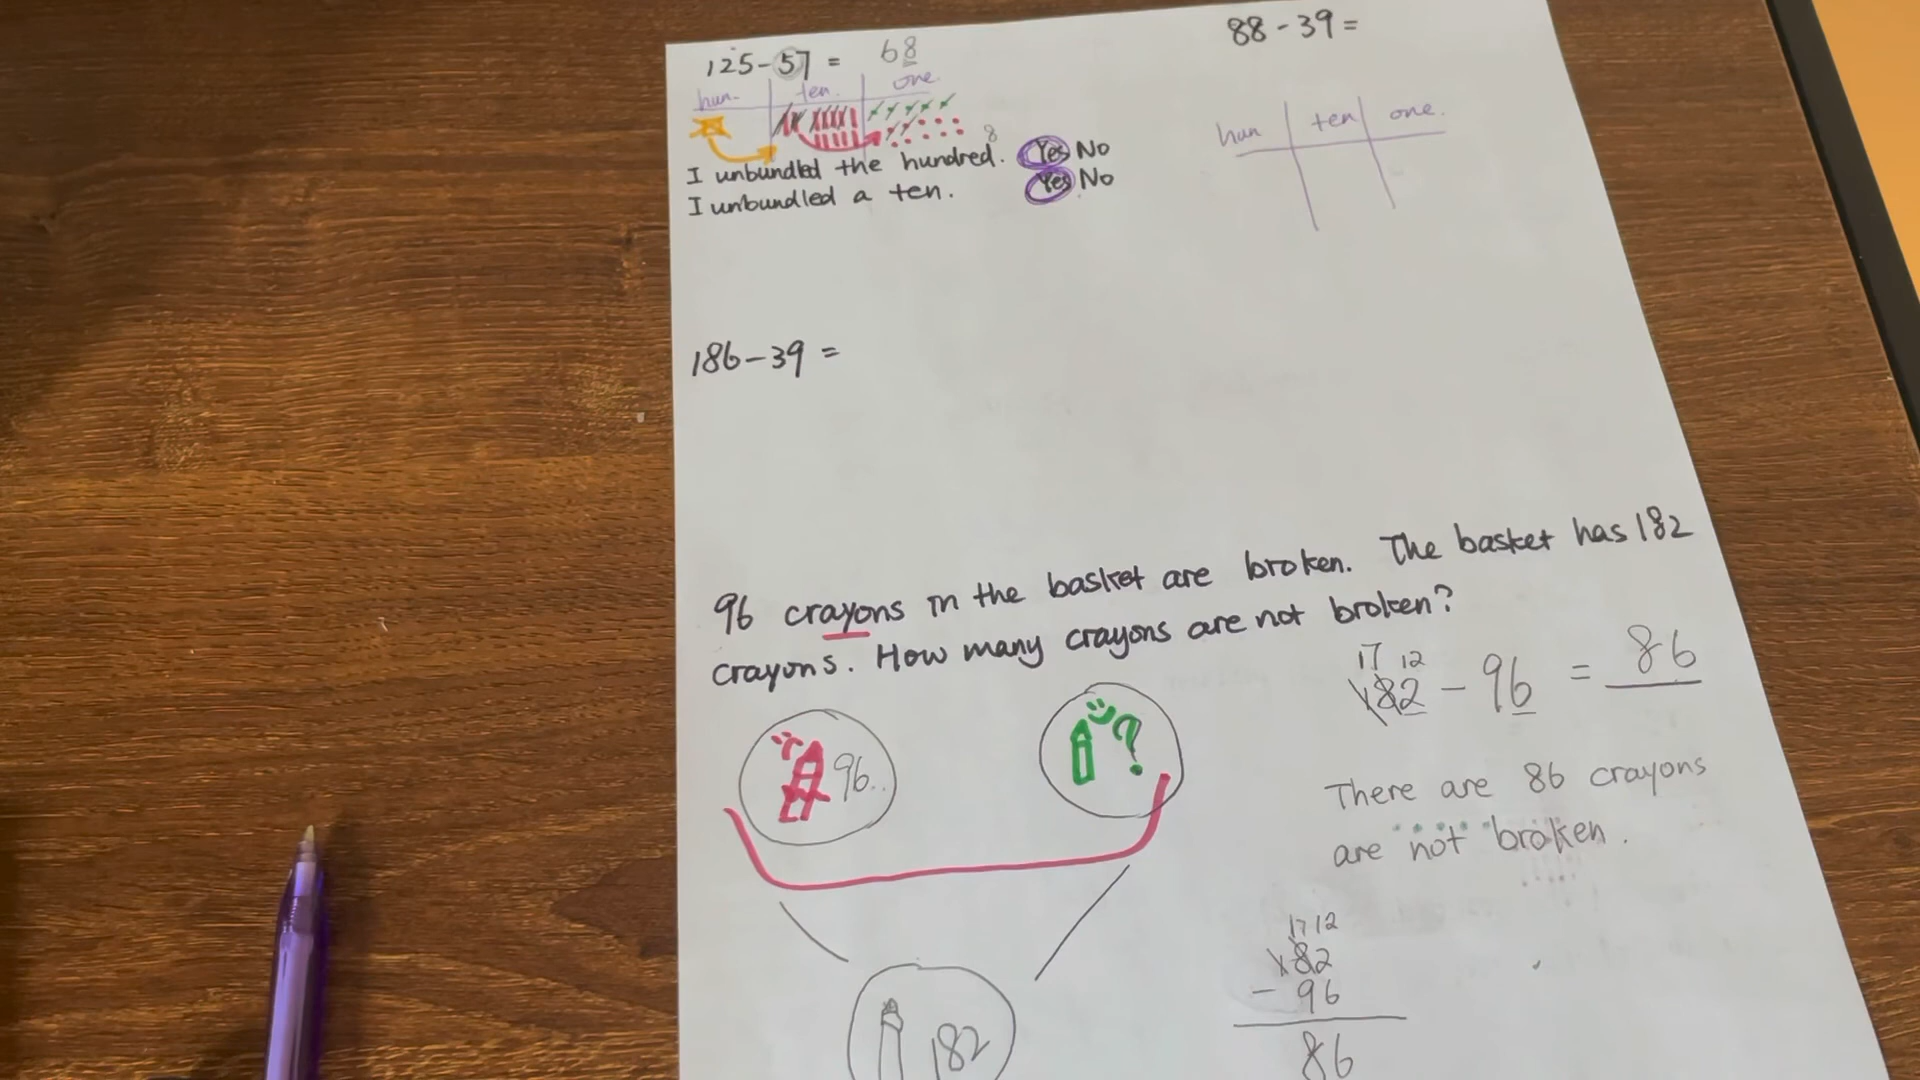 125-57 = 68
hun- ten. one
8
I unbundled the hundred. Yes No
I unbundled a ten. Yes No
88-39=
hun ten one.
186-39 =
96 crayons in the basket are broken. The basket has 182
crayons. How many crayons are not broken?
17 12
182 - 96 = 86
96
?
There are 86 crayons
are not broken.
182
17 12
182
- 96
86